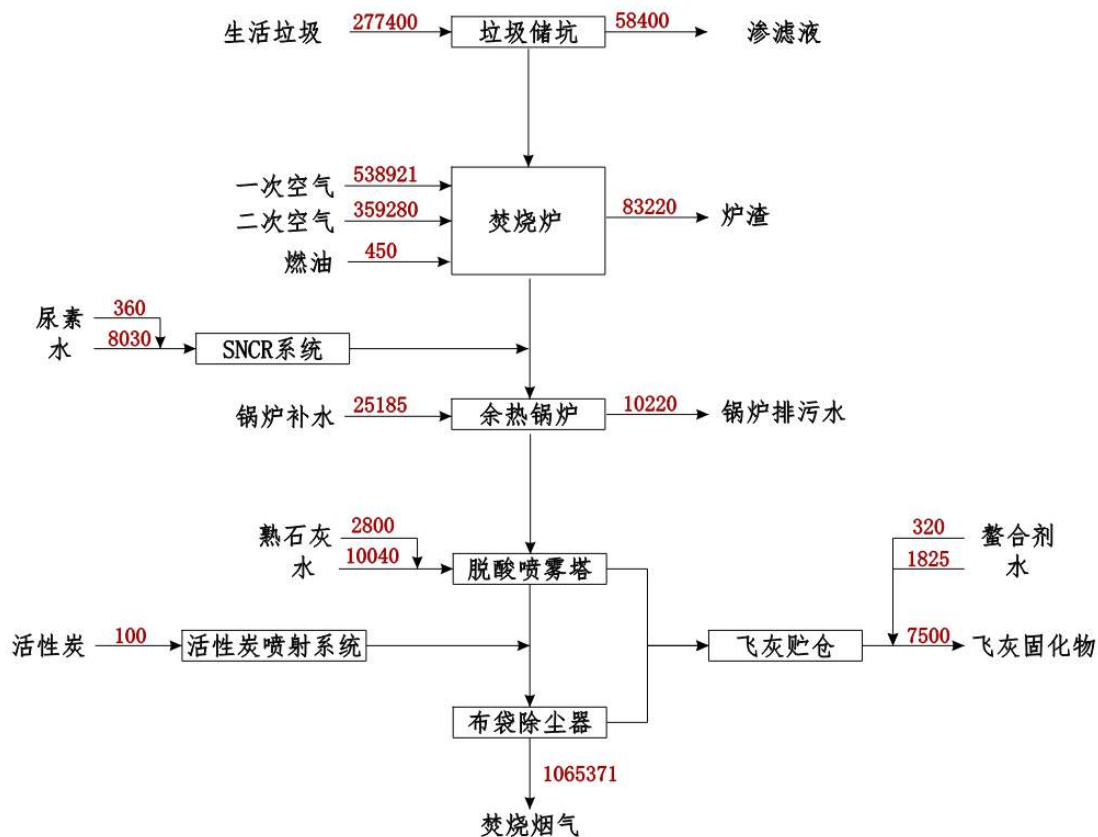 生活垃圾 277400 垃圾储坑 58400 渗滤液
一次空气 538921
二次空气 359280 焚烧炉 83220 炉渣
燃油 450
尿素 360
水 8030 SNCR系统
锅炉补水 25185 余热锅炉 10220 锅炉排污水
熟石灰 2800 320 螯合剂
水 10040 脱酸喷雾塔 1825 水
活性炭 100 活性炭喷射系统 飞灰贮仓 7500 飞灰固化物
布袋除尘器
1065371
焚烧烟气